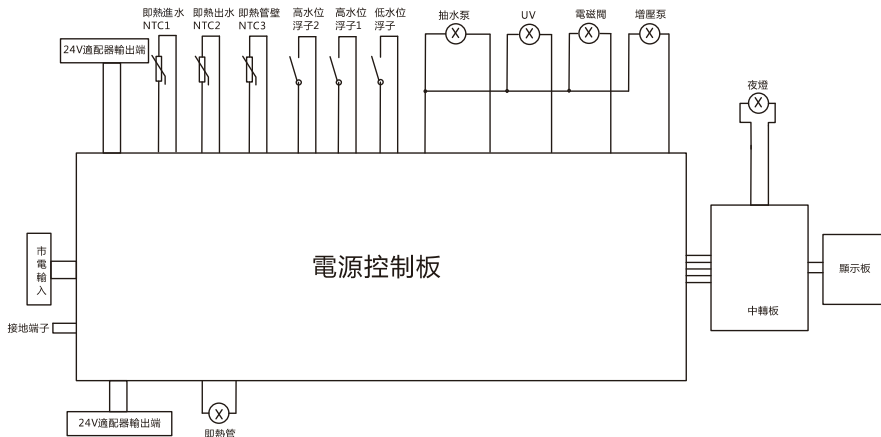 即熱進水
NTC1
即熱出水
NTC2
即熱管壁
NTC3
高水位
浮子2
高水位
浮子1
低水位
浮子
抽水泵
UV
電磁閥
增壓泵
24V適配器輸出端
夜燈
市電輸入
電源控制板
顯示板
中轉板
接地端子
24V適配器輸出端
即熱管